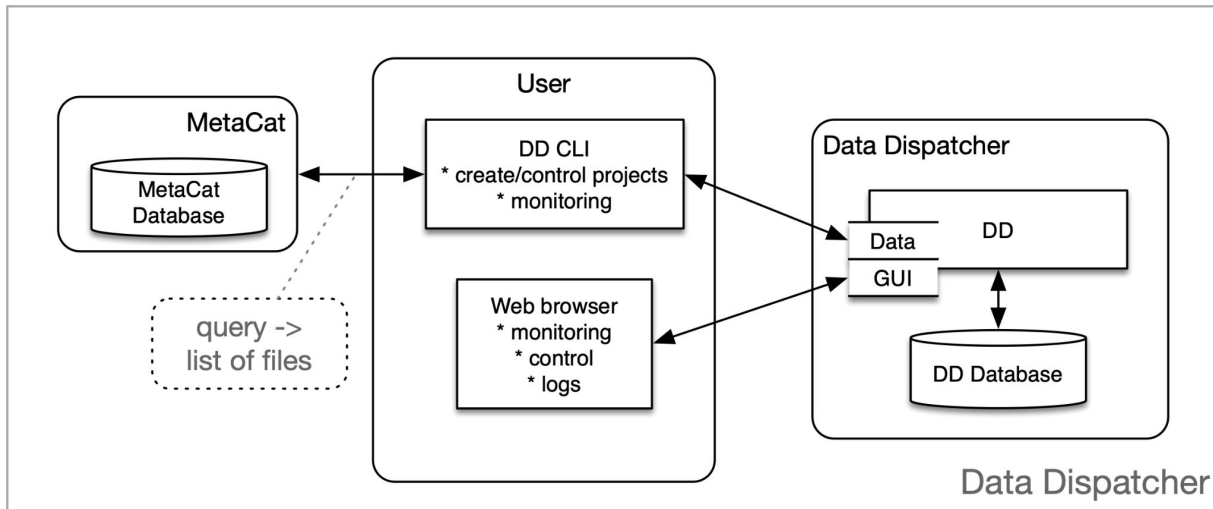 MetaCat
MetaCat
Database
query ->
list of files
User
DD CLI
* create/control projects
* monitoring
Web browser
* monitoring
* control
* logs
Data Dispatcher
Data
DD
GUI
DD Database
Data Dispatcher